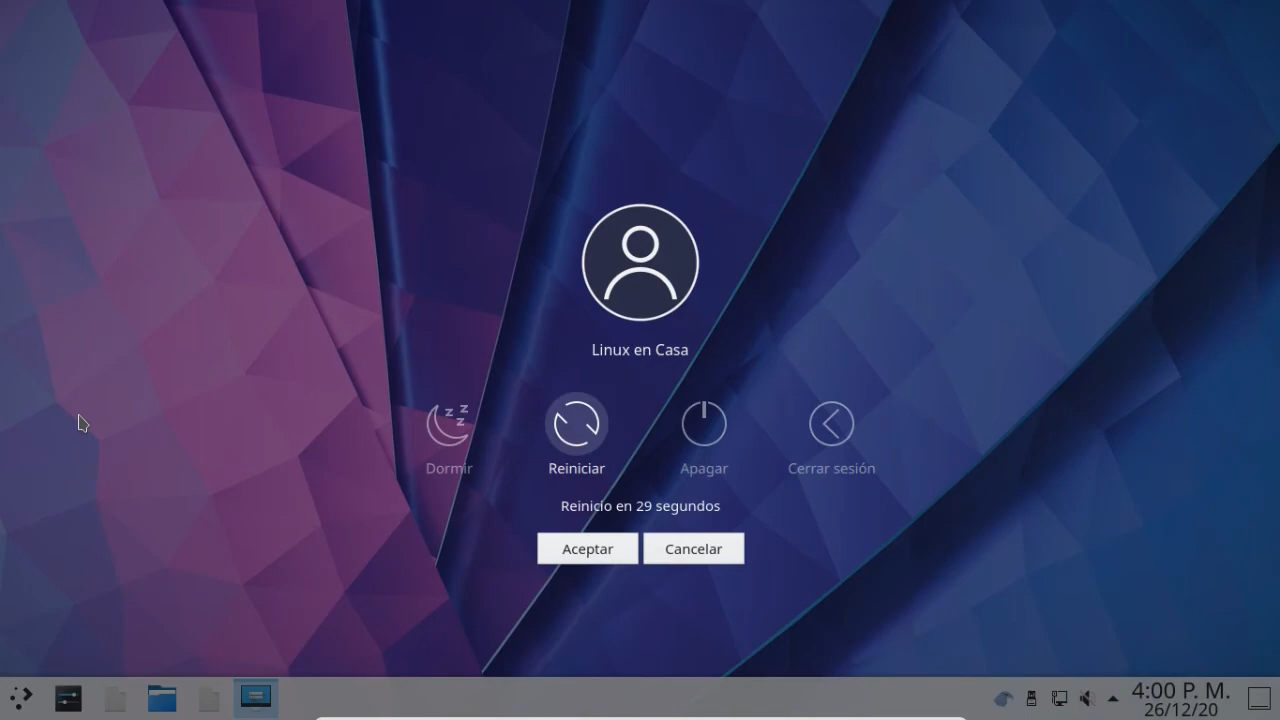 Linux en Casa
Dormir
Reiniciar
Apagar
Cerrar sesión
Reinicio en 29 segundos
Aceptar
Cancelar
4:00 P. M.
26/12/20